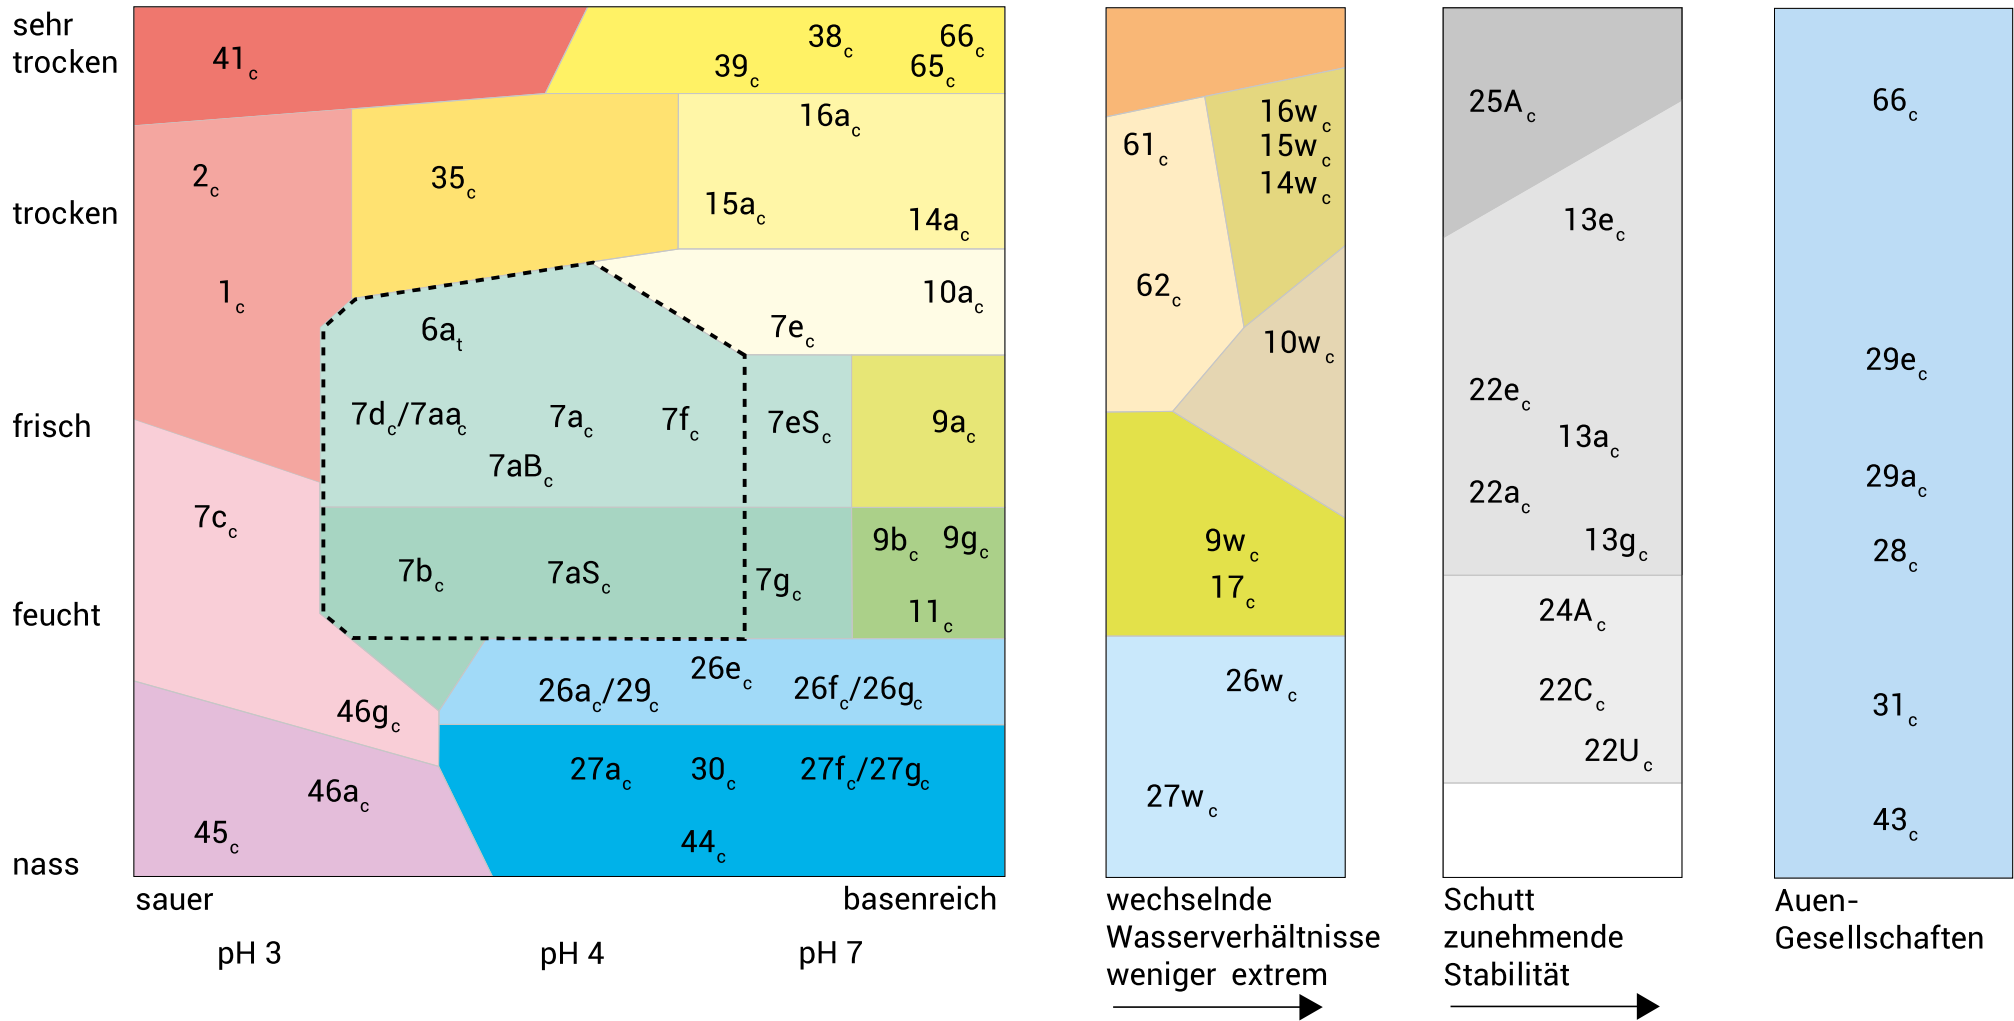 sehr
trocken
trocken
frisch
feucht
nass
41c
38c
66c
39c
65c
2c
35c
16ac
15ac
14ac
1c
10ac
7ec
6at
7dc/7aac
7ac
7fc
7eSc
9ac
7aBc
7cc
7bc
7aSc
7gc
9bc
9gc
11c
46gc
26ac/29c
26ec
26fc/26gc
46ac
45c
27ac
30c
27fc/27gc
44c
sauer
basenreich
pH 3
pH 4
pH 7
61c
16wc
15wc
14wc
62c
10wc
9wc
17c
26wc
27wc
wechselnde
Wasserverhältnisse
weniger extrem
25Ac
13ec
22ec
13ac
22ac
13gc
24Ac
22Cc
22Uc
Schutt
zunehmende
Stabilität
66c
29ec
29ac
28c
31c
43c
Auen-
Gesellschaften